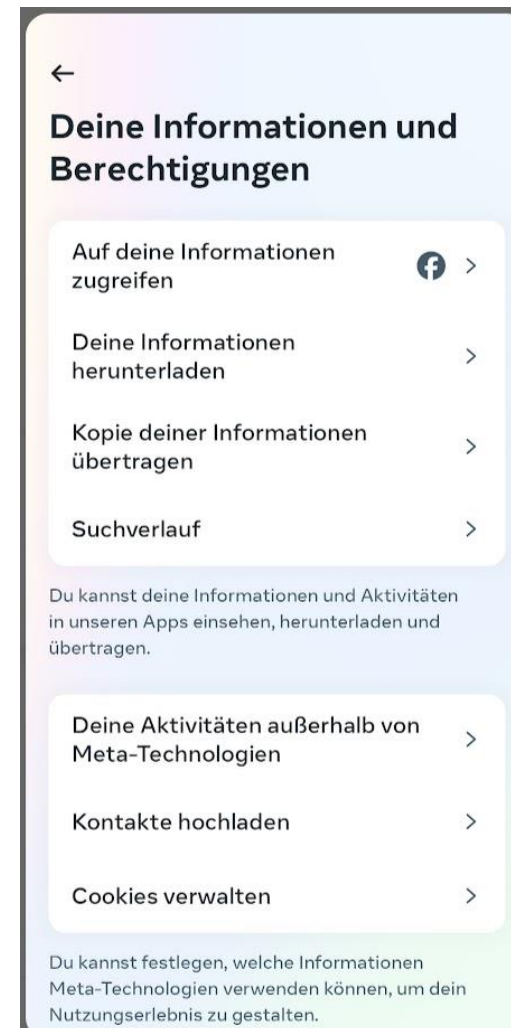 Deine Informationen und
Berechtigungen
Auf deine Informationen
zugreifen
Deine Informationen
herunterladen
Kopie deiner Informationen
übertragen
Suchverlauf
Du kannst deine Informationen und Aktivitäten
in unseren Apps einsehen, herunterladen und
übertragen.
Deine Aktivitäten außerhalb von
Meta-Technologien
Kontakte hochladen
Cookies verwalten
Du kannst festlegen, welche Informationen
Meta-Technologien verwenden können, um dein
Nutzungserlebnis zu gestalten.